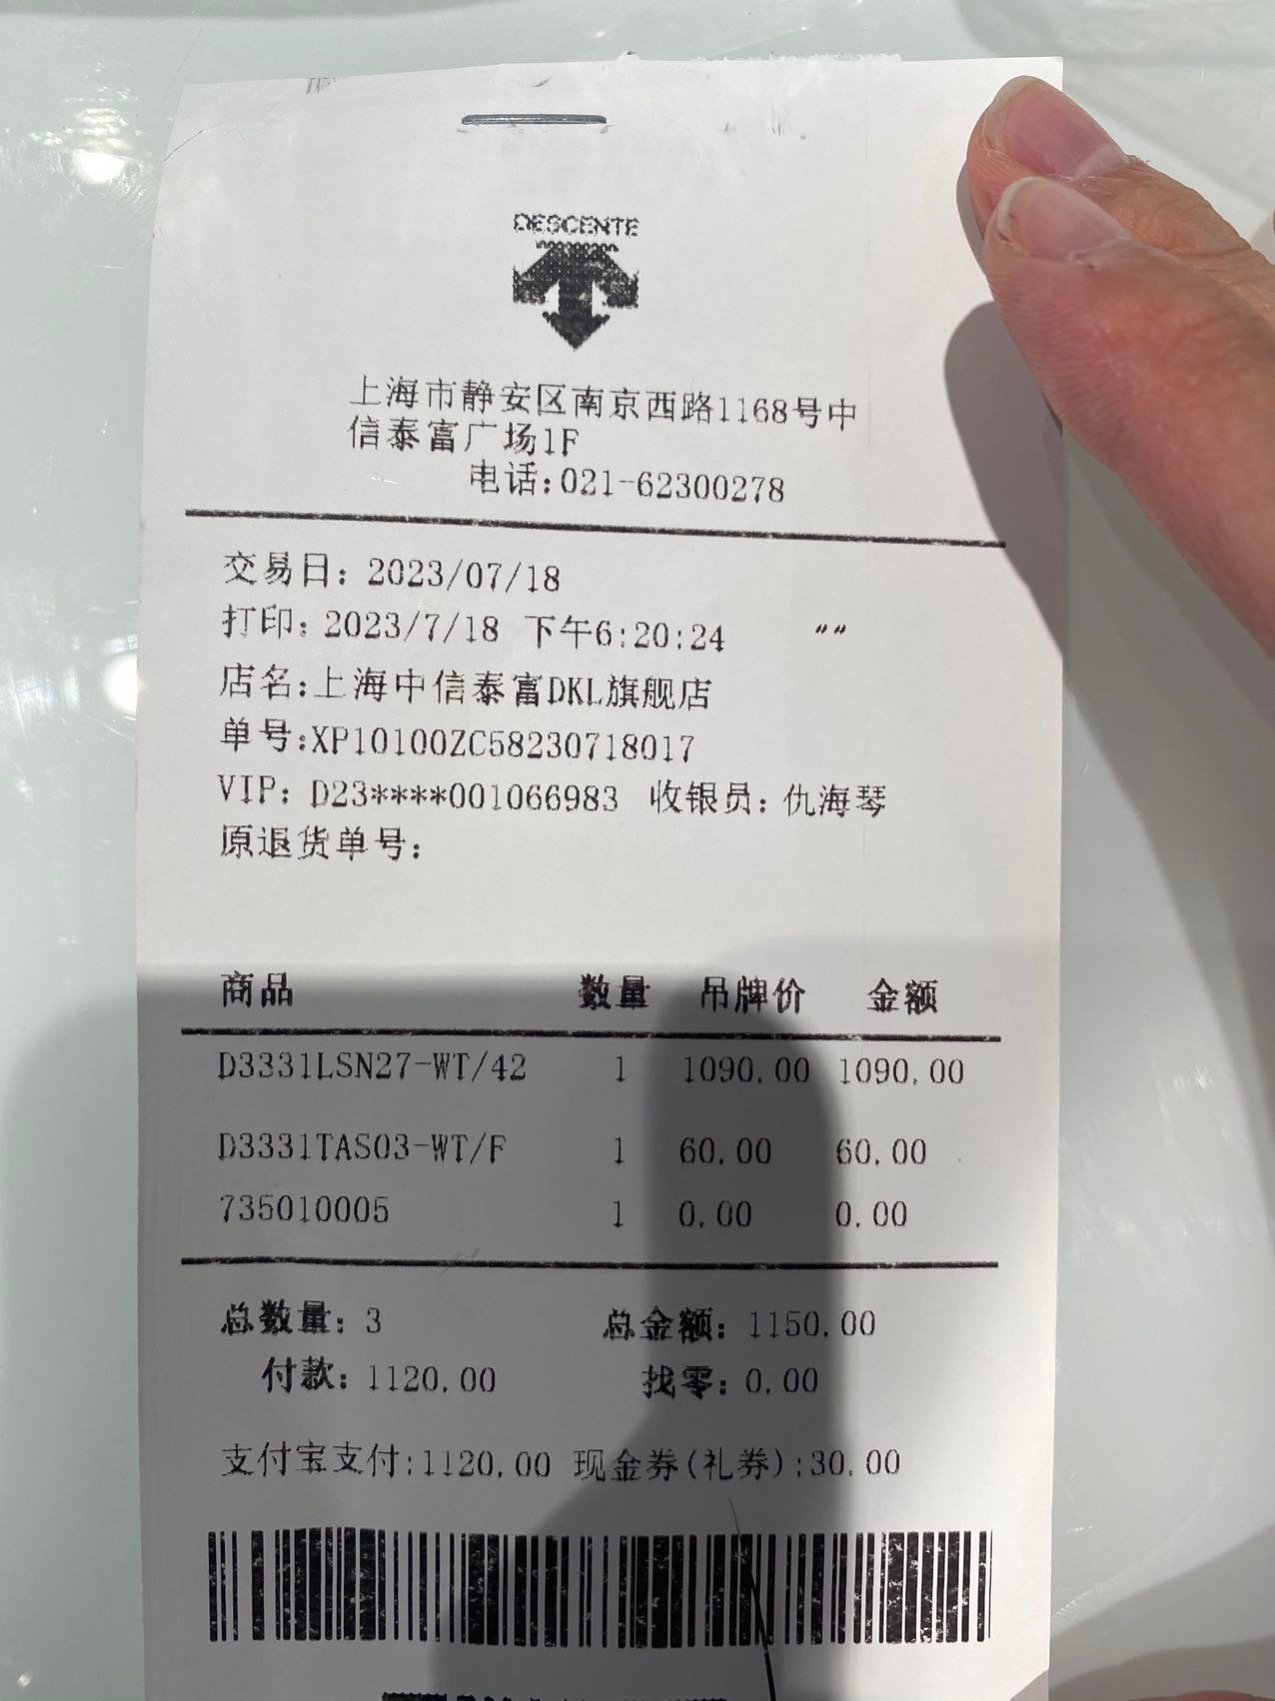 DESCENTE
上海市静安区南京西路1168号中
信泰富广场1F
电话:021-62300278
交易日: 2023/07/18
打印: 2023/7/18 下午6:20:24 ""
店名:上海中信泰富DKL旗舰店
单号:XP10100ZC58230718017
VIP: D23****001066983 收银员: 仇海琴
原退货单号:
商品 数量 吊牌价 金额
D3331LSN27-WT/42 1 1090.00 1090.00
D3331TAS03-WT/F 1 60.00 60.00
735010005 1 0.00 0.00
总数量: 3 总金额: 1150.00
付款: 1120.00 找零: 0.00
支付宝支付:1120.00 现金券(礼券):30.00